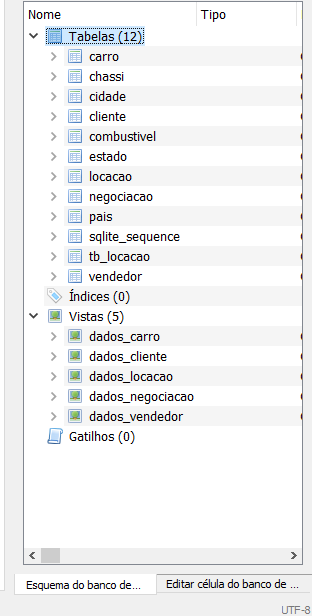 Nome Tipo
Tabelas (12)
carro
chassi
cidade
cliente
combustivel
estado
locacao
negociacao
pais
sqlite_sequence
tb_locacao
vendedor
Índices (0)
Vistas (5)
dados_carro
dados_cliente
dados_locacao
dados_negociacao
dados_vendedor
Gatilhos (0)
Esquema do banco de... Editar célula do banco de ...
UTF-8